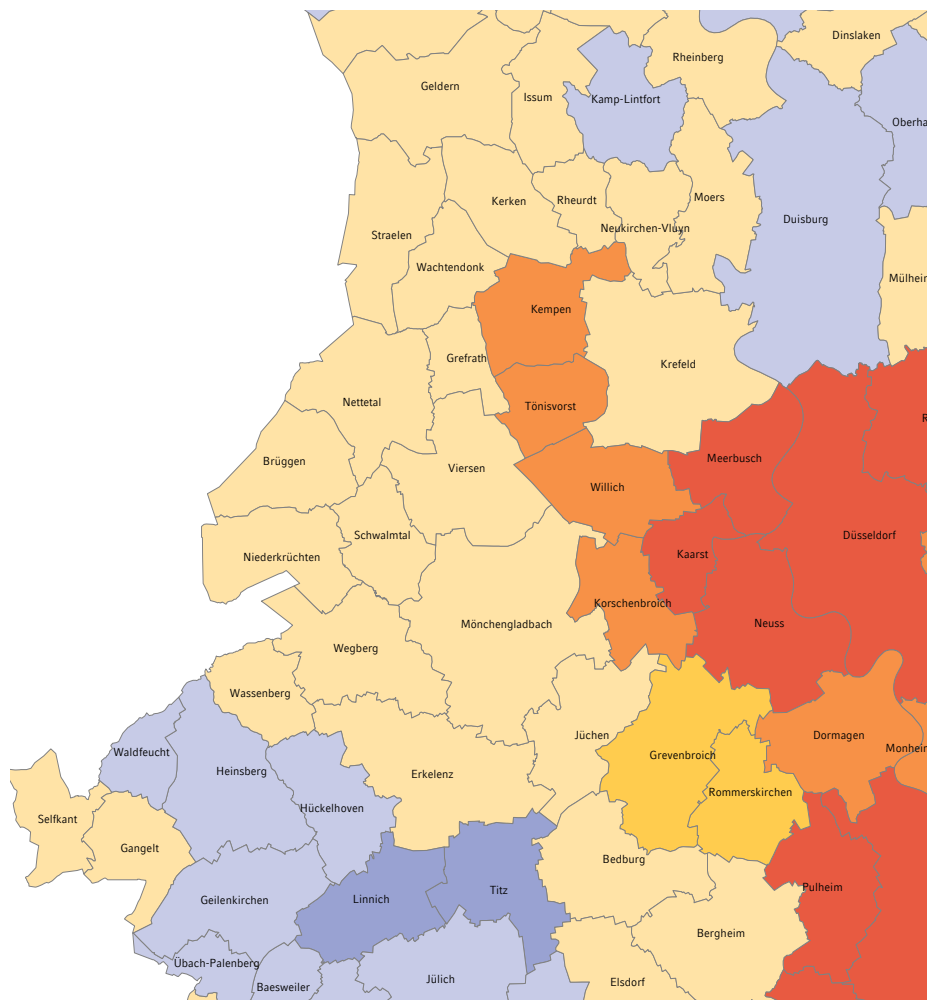 Dinslaken
Rheinberg
Geldern
Issum
Kamp-Lintfort
Oberha
Kerken
Rheurdt
Moers
Duisburg
Straelen
Neukirchen-Vluyn
Wachtendonk
Mülheim
Kempen
Grefrath
Krefeld
Nettetal
Tönisvorst
R
Meerbusch
Brüggen
Viersen
Willich
Schwalmtal
Düsseldorf
Niederkrüchten
Kaarst
Korschenbroich
Mönchengladbach
Neuss
Wegberg
Wassenberg
Jüchen
Dormagen
Waldfeucht
Monheim
Grevenbroich
Heinsberg
Erkelenz
Rommerskirchen
Hückelhoven
Selfkant
Gangelt
Bedburg
Pulheim
Titz
Linnich
Geilenkirchen
Bergheim
Übach-Palenberg
Jülich
Elsdorf
Baesweiler